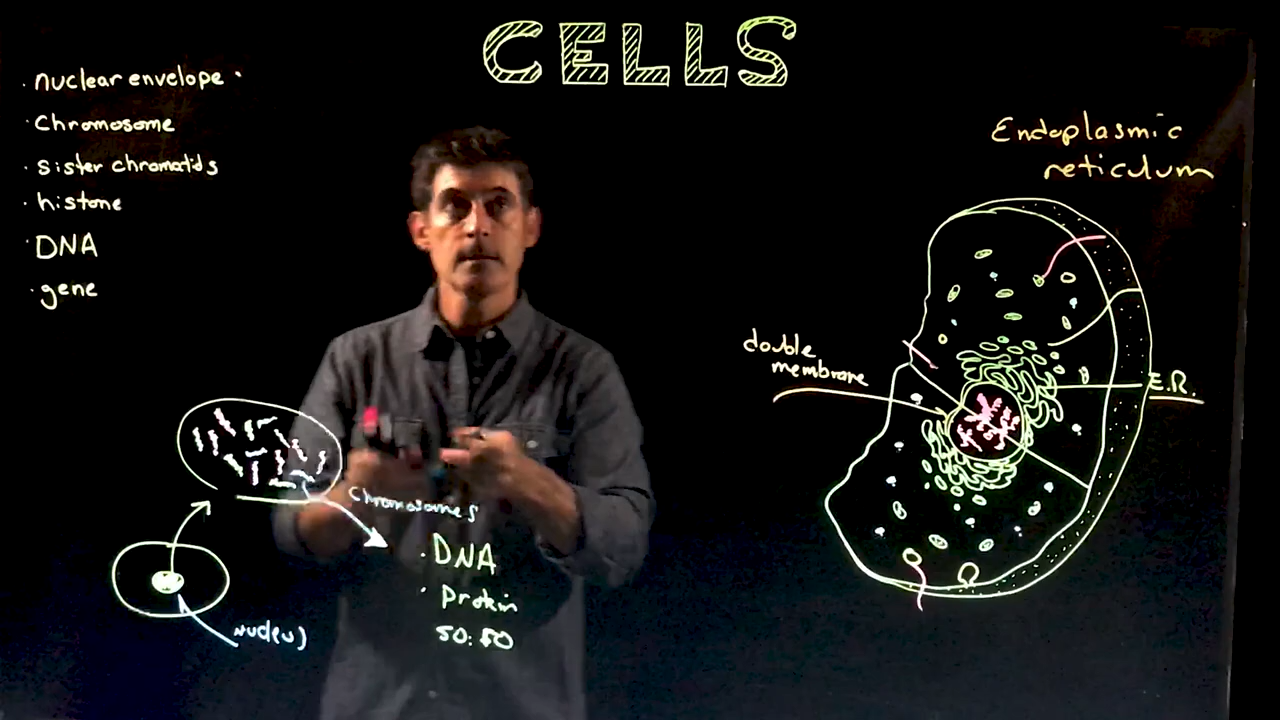 CELLS
· nuclear envelope ·
· Chromosome
· Sister chromatids
· histone
· DNA
· gene
Endoplasmic
reticulum
double
membrane
E.R.
Chromosomes
· DNA
· Protein
50:50
nucleus